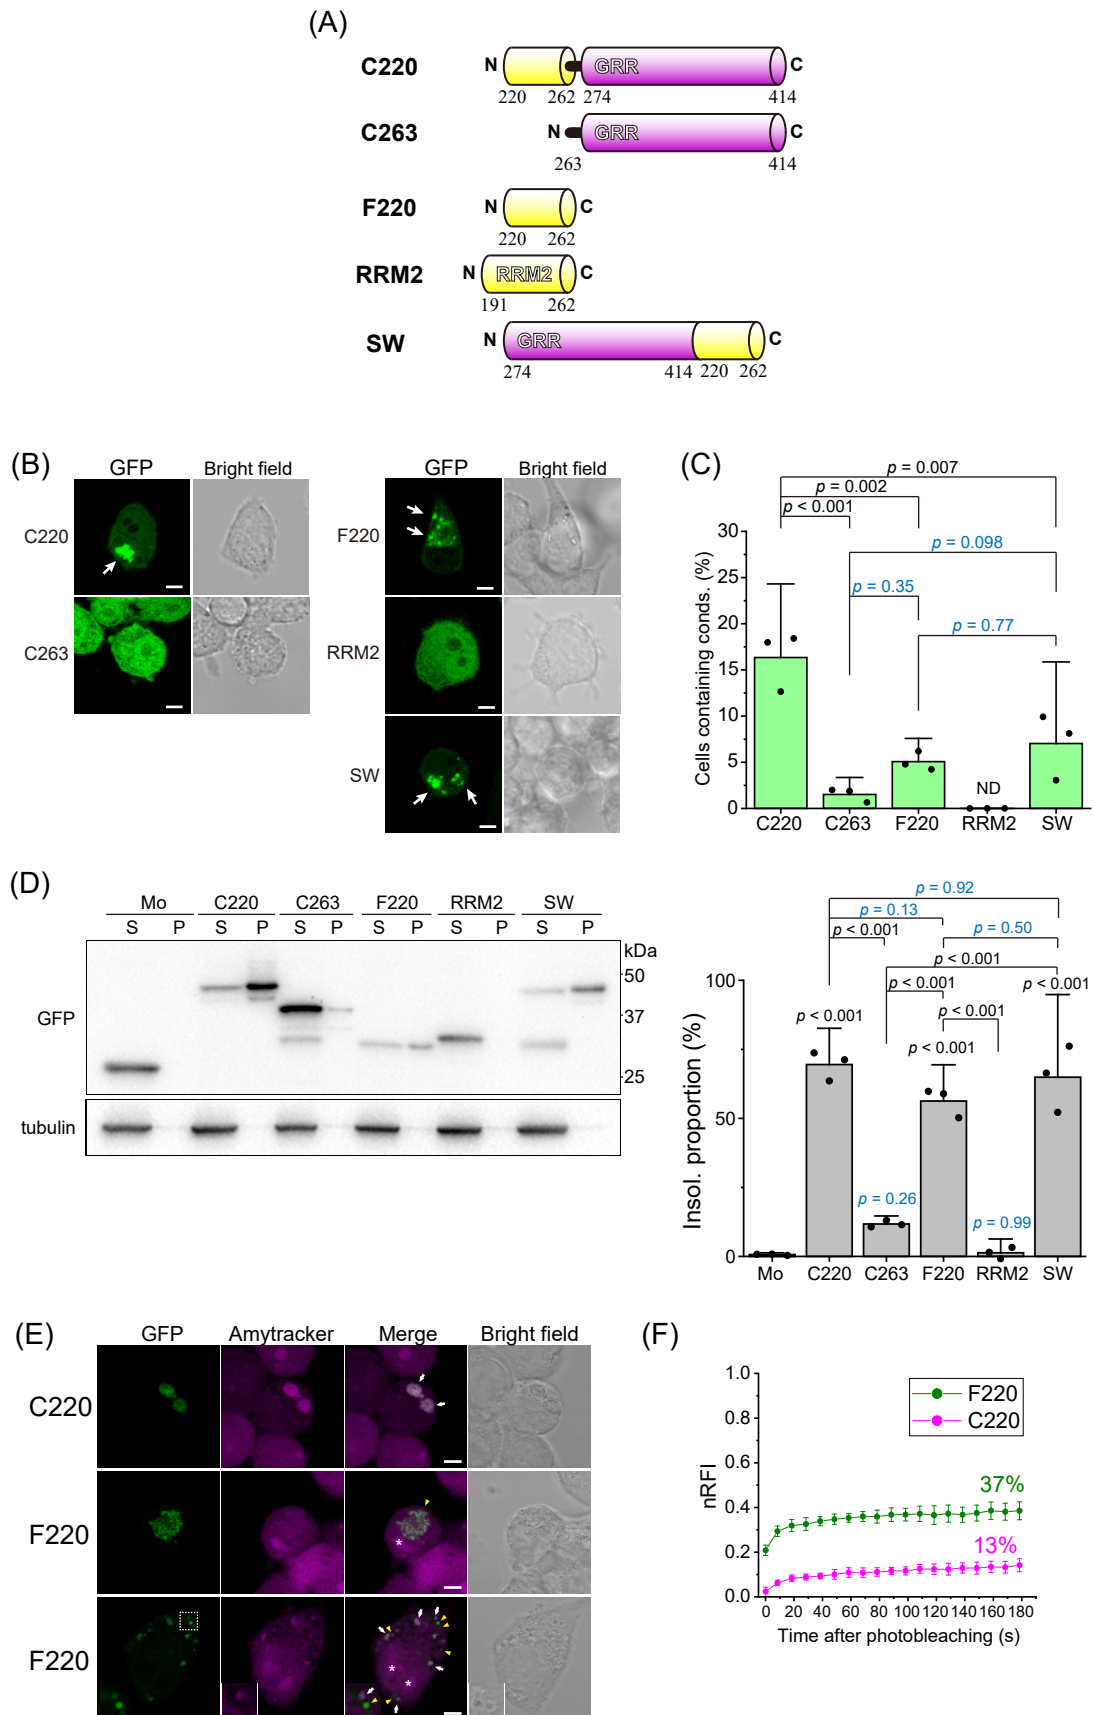 (A)
C220 N GRR C
220 262 274 414
C263 N GRR C
263 414
F220 N C
220 262
RRM2 N RRM2 C
191 262
SW N GRR C
274 414 220 262
(B)
GFP Bright field
C220
C263
GFP Bright field
F220
RRM2
SW
(C)
p = 0.007
p = 0.002
p < 0.001
p = 0.098
p = 0.35
p = 0.77
Cells containing conds. (%)
30
25
20
15
10
5
0
ND
C220 C263 F220 RRM2 SW
(D)
Mo C220 C263 F220 RRM2 SW
S P S P S P S P S P S P
kDa
50
37
25
GFP
tubulin
p = 0.92
p = 0.13
p < 0.001
p = 0.50
p < 0.001
p < 0.001
p < 0.001
p < 0.001
p < 0.001
p < 0.001
p = 0.26
p = 0.99
Insol. proportion (%)
100
50
0
Mo C220 C263 F220 RRM2 SW
(E)
GFP Amytracker Merge Bright field
C220
F220
*
F220
*
*
(F)
F220
C220
37%
13%
nRFI
1.0
0.8
0.6
0.4
0.2
0.0
0 20 40 60 80 100 120 140 160 180
Time after photobleaching (s)